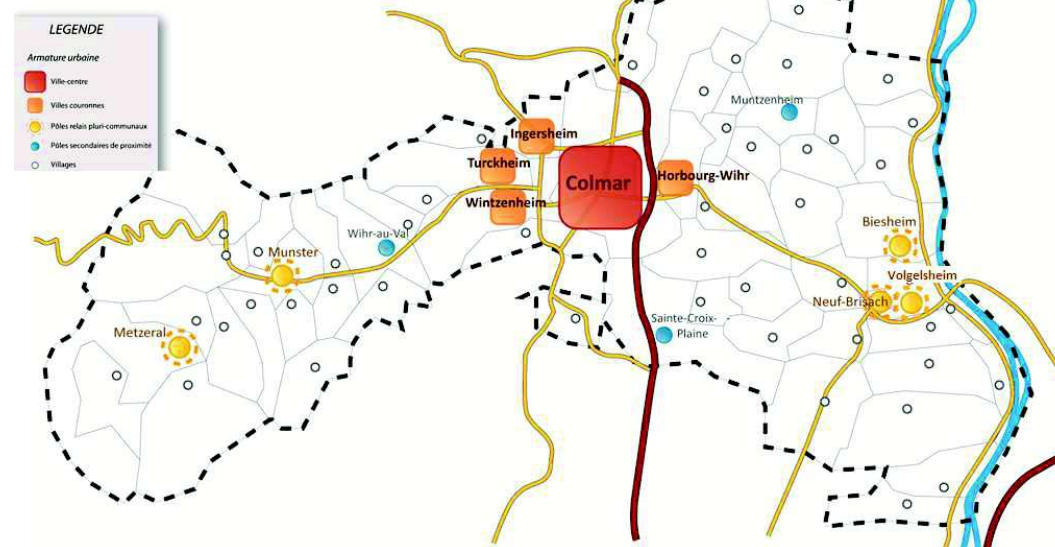 LEGENDE
Armature urbaine
Ville-centre
Villes couronnes
Pôles relais pluri-communaux
Pôles secondaires de proximité
Villages
Muntzenheim
Ingersheim
Turckheim
Colmar
Horbourg-Wihr
Wintzenheim
Biesheim
Wihr-au-Val
Munster
Volgelsheim
Neuf-Brisach
Sainte-Croix-
Plaine
Metzeral